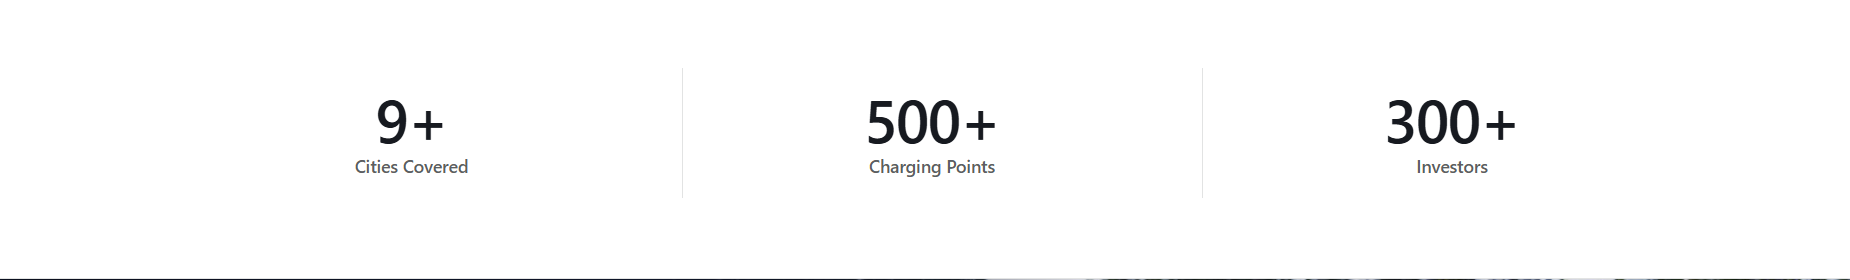 9+
Cities Covered
500+
Charging Points
300+
Investors